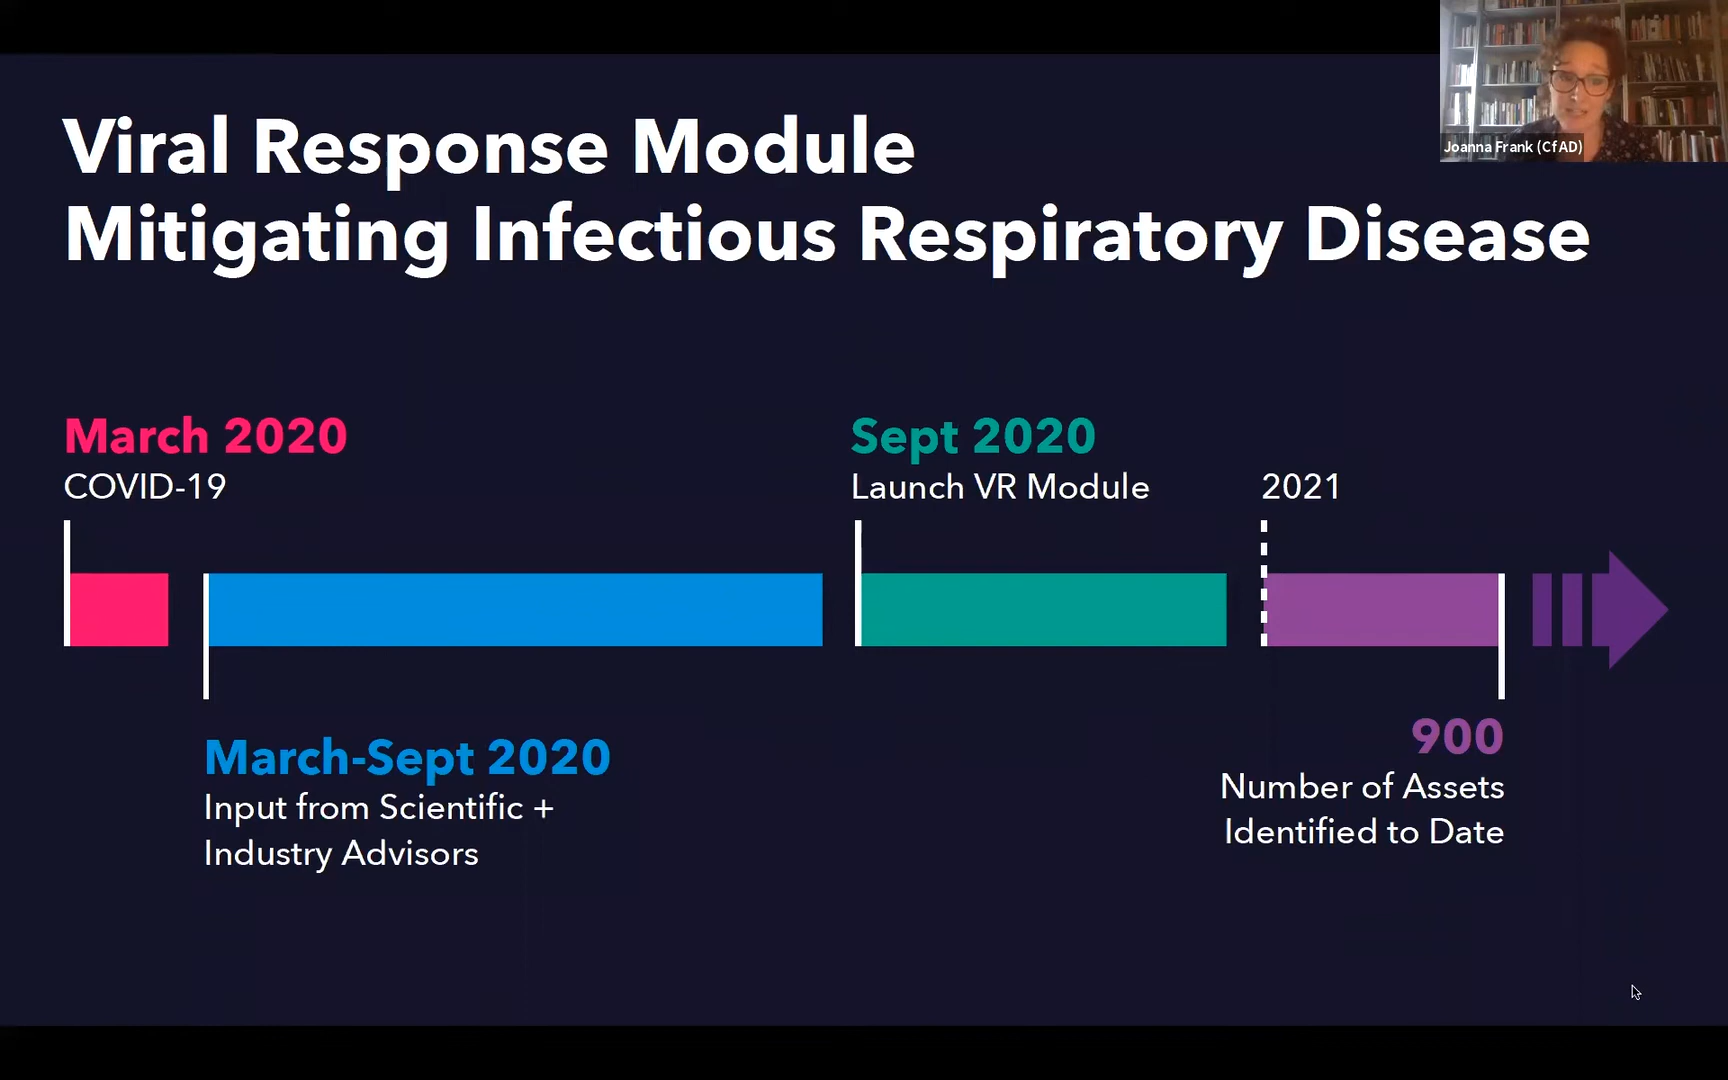 Viral Response Module
Mitigating Infectious Respiratory Disease
Joanna Frank (CfAD)
March 2020
COVID-19
Sept 2020
Launch VR Module
2021
March-Sept 2020
Input from Scientific +
Industry Advisors
900
Number of Assets
Identified to Date